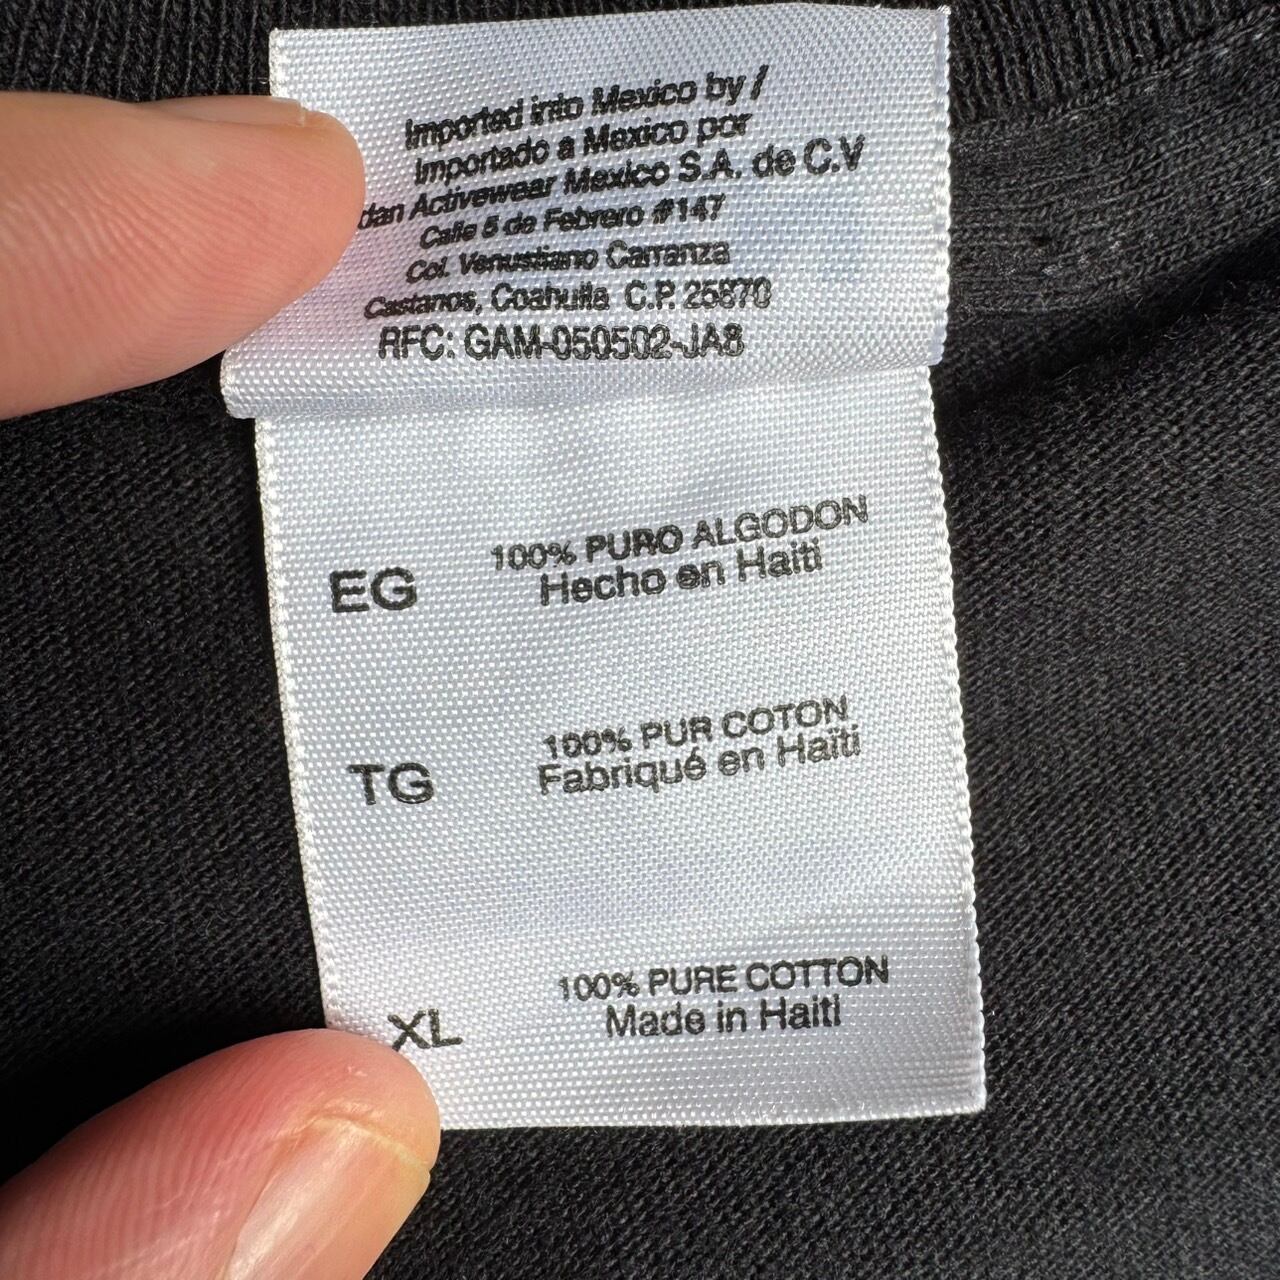 Imported into Mexico by /
Importado a Mexico por
dan Activewear Mexico S.A. de C.V
Calle 5 de Febrero #147
Col. Venustiano Carranza
Castanos, Coahuila C.P. 25870
RFC: GAM-050502-JA8
EG
100% PURO ALGODON
Hecho en Haiti
TG
100% PUR COTON
Fabriqué en Haïti
XL
100% PURE COTTON
Made in Haiti